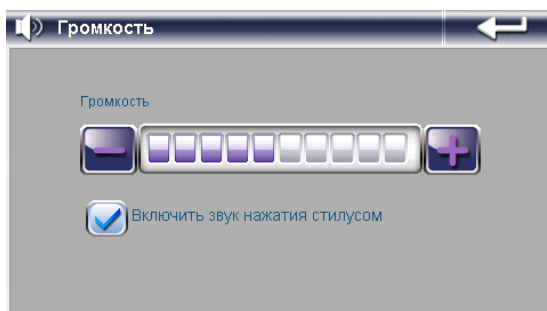 Громкость
Громкость
Включить звук нажатия стилусом